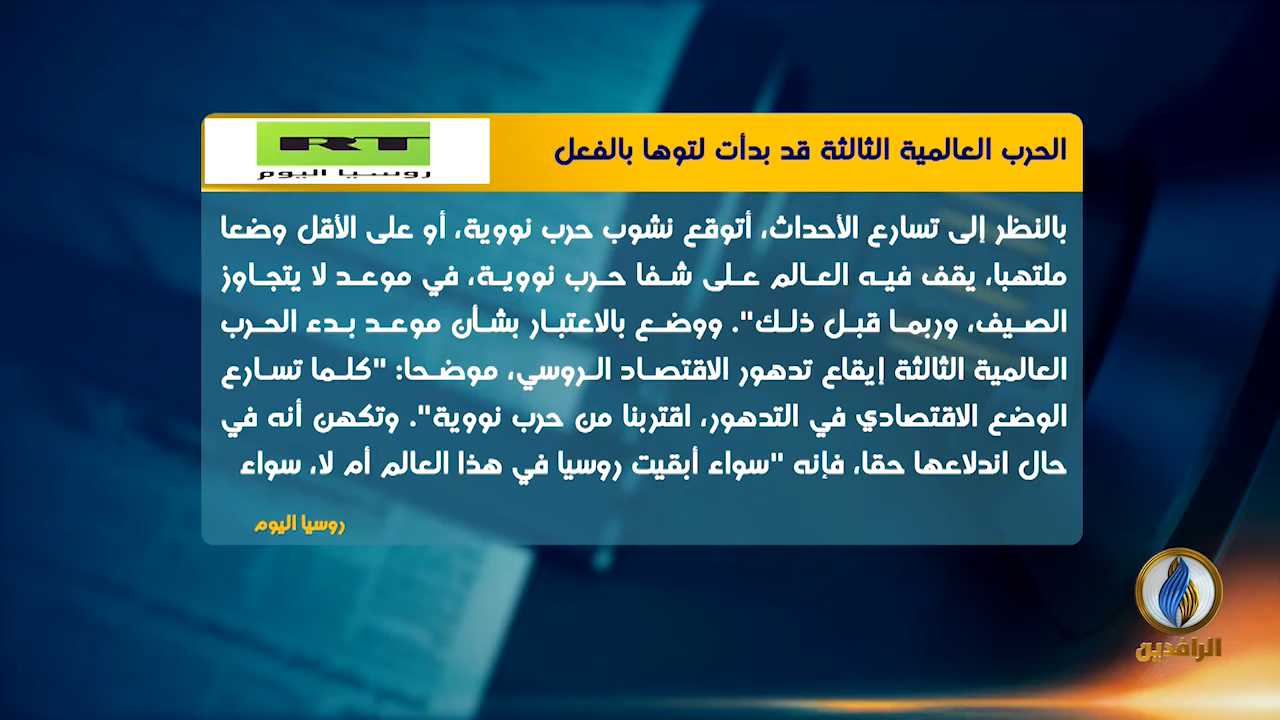 الحرب العالمية الثالثة قد بدأت لتوها بالفعل
RT
روسيا اليوم
بالنظر إلى تسارع الأحداث، أتوقع نشوب حرب نووية، أو على الأقل وضعا
ملتهبا، يقف فيه العالم على شفا حرب نووية، في موعد لا يتجاوز
الصيف، وربما قبل ذلك". ووضع بالاعتبار بشأن موعد بدء الحرب
العالمية الثالثة إيقاع تدهور الاقتصاد الروسي، موضحا: "كلما تسارع
الوضع الاقتصادي في التدهور، اقتربنا من حرب نووية". وتكهن أنه في
حال اندلاعها حقا، فإنه "سواء أبقيت روسيا في هذا العالم أم لا، سواء
روسيا اليوم
الرافدين